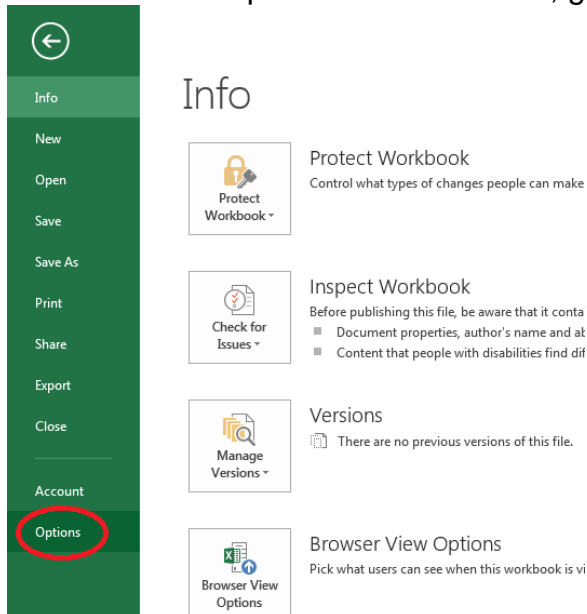 Info
New
Open
Save
Save As
Print
Share
Export
Close
Account
Options
Info
Protect
Workbook
Protect Workbook
Control what types of changes people can make
Check for
Issues
Inspect Workbook
Before publishing this file, be aware that it conta
Document properties, author's name and ab
Content that people with disabilities find dif
Manage
Versions
Versions
There are no previous versions of this file.
Browser View
Options
Browser View Options
Pick what users can see when this workbook is vi